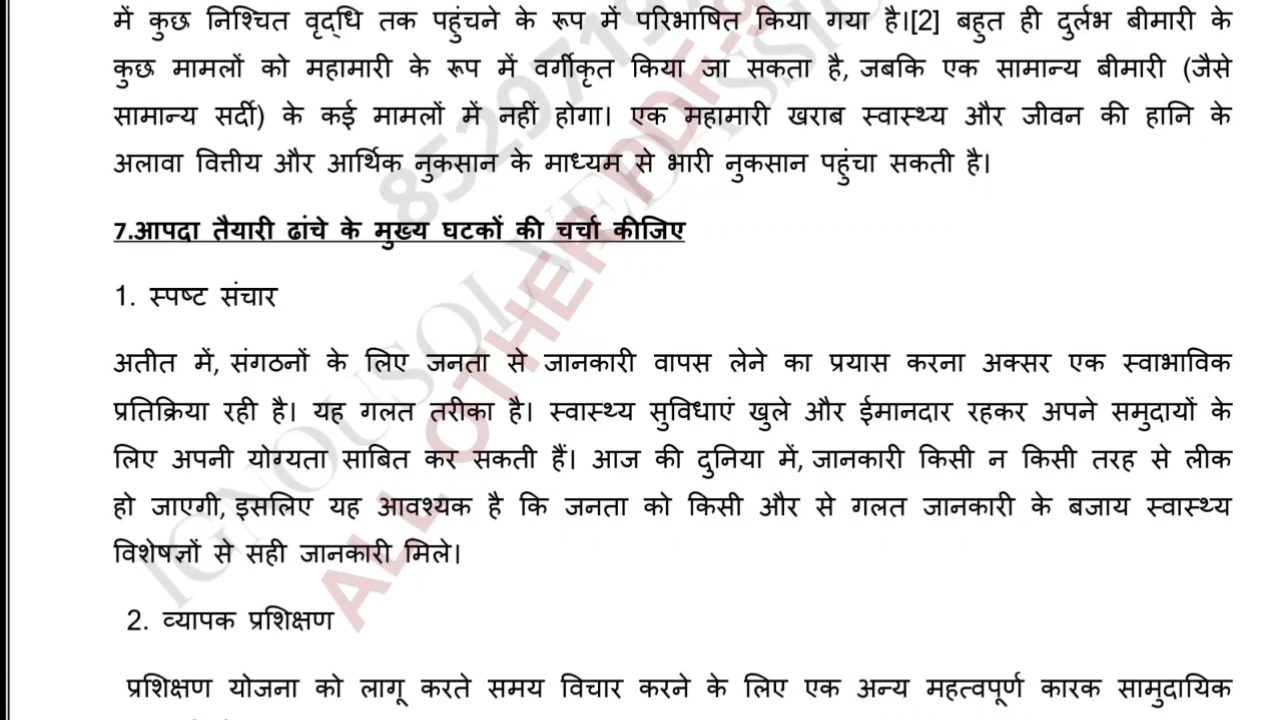 में कुछ निश्चित वृद्धि तक पहुंचने के रूप में परिभाषित किया गया है।[2] बहुत ही दुर्लभ बीमारी के
कुछ मामलों को महामारी के रूप में वर्गीकृत किया जा सकता है, जबकि एक सामान्य बीमारी (जैसे
सामान्य सर्दी) के कई मामलों में नहीं होगा। एक महामारी खराब स्वास्थ्य और जीवन की हानि के
अलावा वित्तीय और आर्थिक नुकसान के माध्यम से भारी नुकसान पहुंचा सकती है।
7.आपदा तैयारी ढांचे के मुख्य घटकों की चर्चा कीजिए
1. स्पष्ट संचार
अतीत में, संगठनों के लिए जनता से जानकारी वापस लेने का प्रयास करना अक्सर एक स्वाभाविक
प्रतिक्रिया रही है। यह गलत तरीका है। स्वास्थ्य सुविधाएं खुले और ईमानदार रहकर अपने समुदायों के
लिए अपनी योग्यता साबित कर सकती हैं। आज की दुनिया में, जानकारी किसी न किसी तरह से लीक
हो जाएगी, इसलिए यह आवश्यक है कि जनता को किसी और से गलत जानकारी के बजाय स्वास्थ्य
विशेषज्ञों से सही जानकारी मिले।
2. व्यापक प्रशिक्षण
प्रशिक्षण योजना को लागू करते समय विचार करने के लिए एक अन्य महत्वपूर्ण कारक सामुदायिक
ALL OTHER PDF